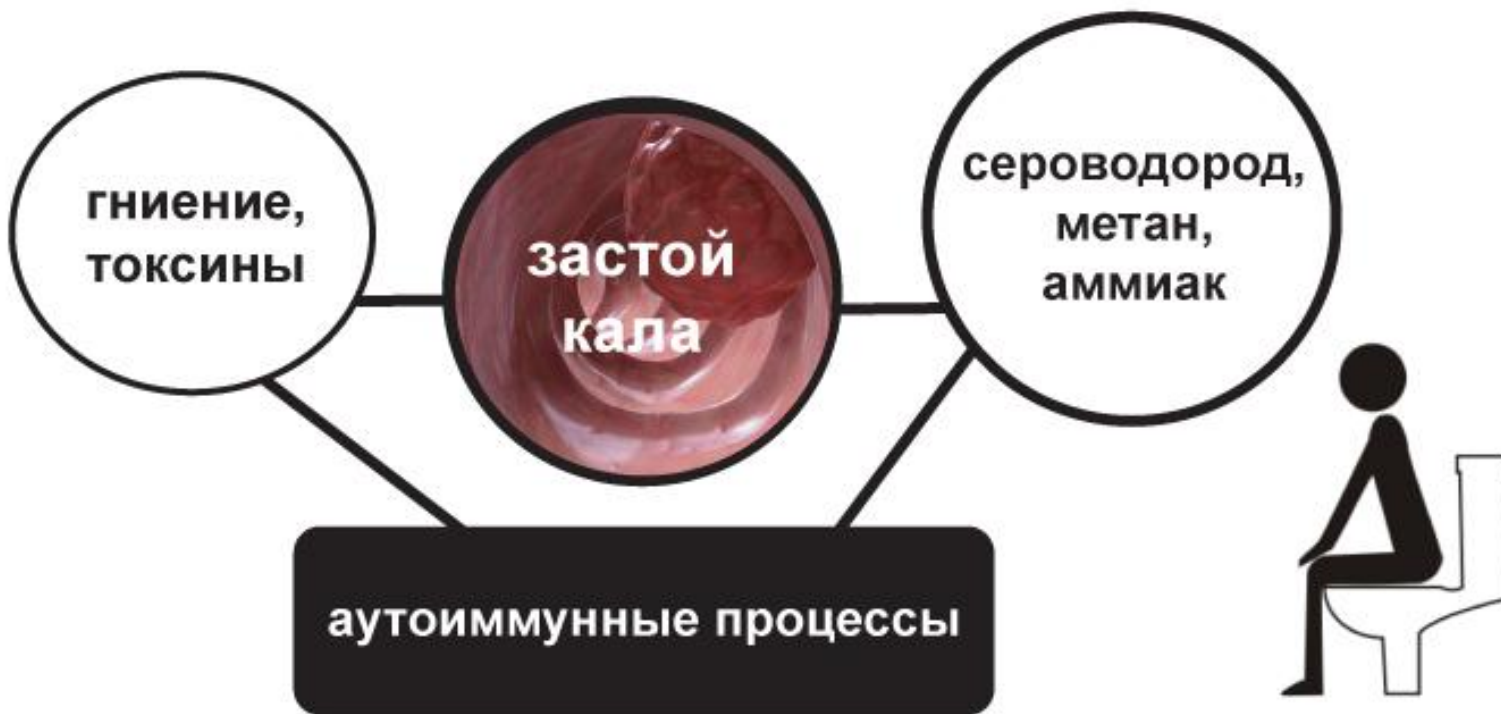 гниение,
токсины
застой
кала
сероводород,
метан,
аммиак
аутоиммунные процессы